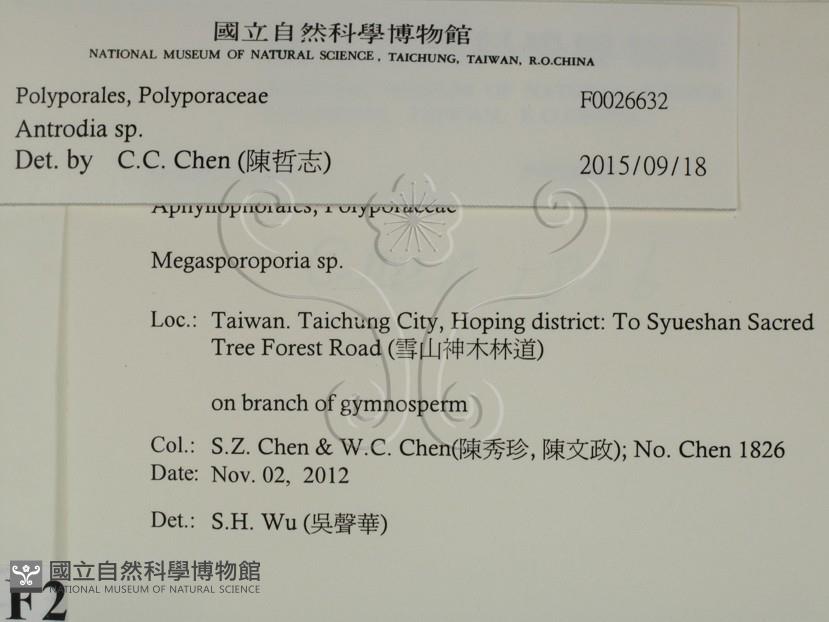 國立自然科學博物館
NATIONAL MUSEUM OF NATURAL SCIENCE, TAICHUNG, TAIWAN, R.O.CHINA
Polyporales, Polyporaceae F0026632
Antrodia sp.
Det. by C.C. Chen (陳哲志) 2015/09/18
Aphyllophorales, Polyporaceae
Megasporoporia sp.
Loc.: Taiwan. Taichung City, Hoping district: To Syueshan Sacred
Tree Forest Road (雪山神木林道)
on branch of gymnosperm
Col.: S.Z. Chen & W.C. Chen(陳秀珍, 陳文政); No. Chen 1826
Date: Nov. 02, 2012
Det.: S.H. Wu (吳聲華)
國立自然科學博物館
NATIONAL MUSEUM OF NATURAL SCIENCE
F2